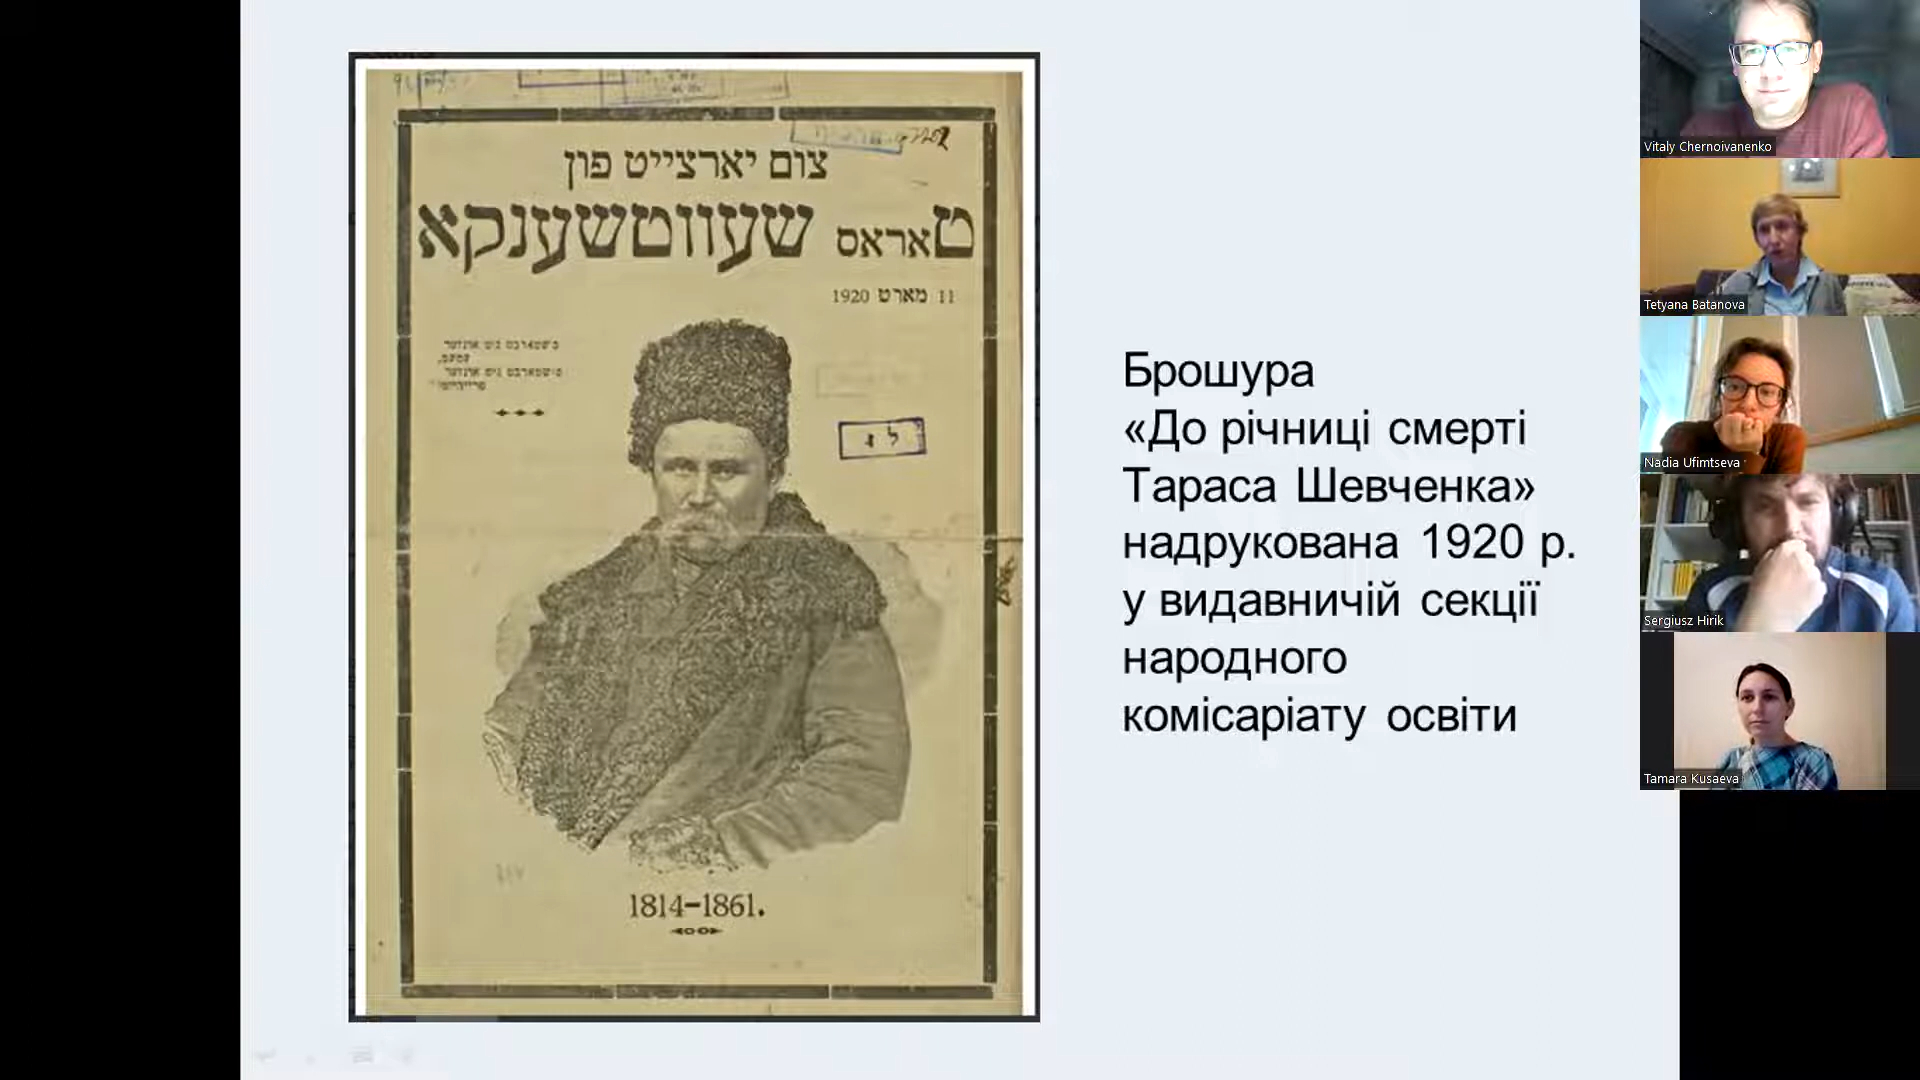 צום יארצייט פון
טאראס שעווטשענקא
11 מארט 1920
1814-1861.
Брошура
«До річниці смерті
Тараса Шевченка»
надрукована 1920 р.
у видавничій секції
народного
комісаріату освіти
Vitaly Chernoivanenko
Tetyana Batanova
Nadia Ufimtseva
Sergiusz Hirik
Tamara Kusaeva